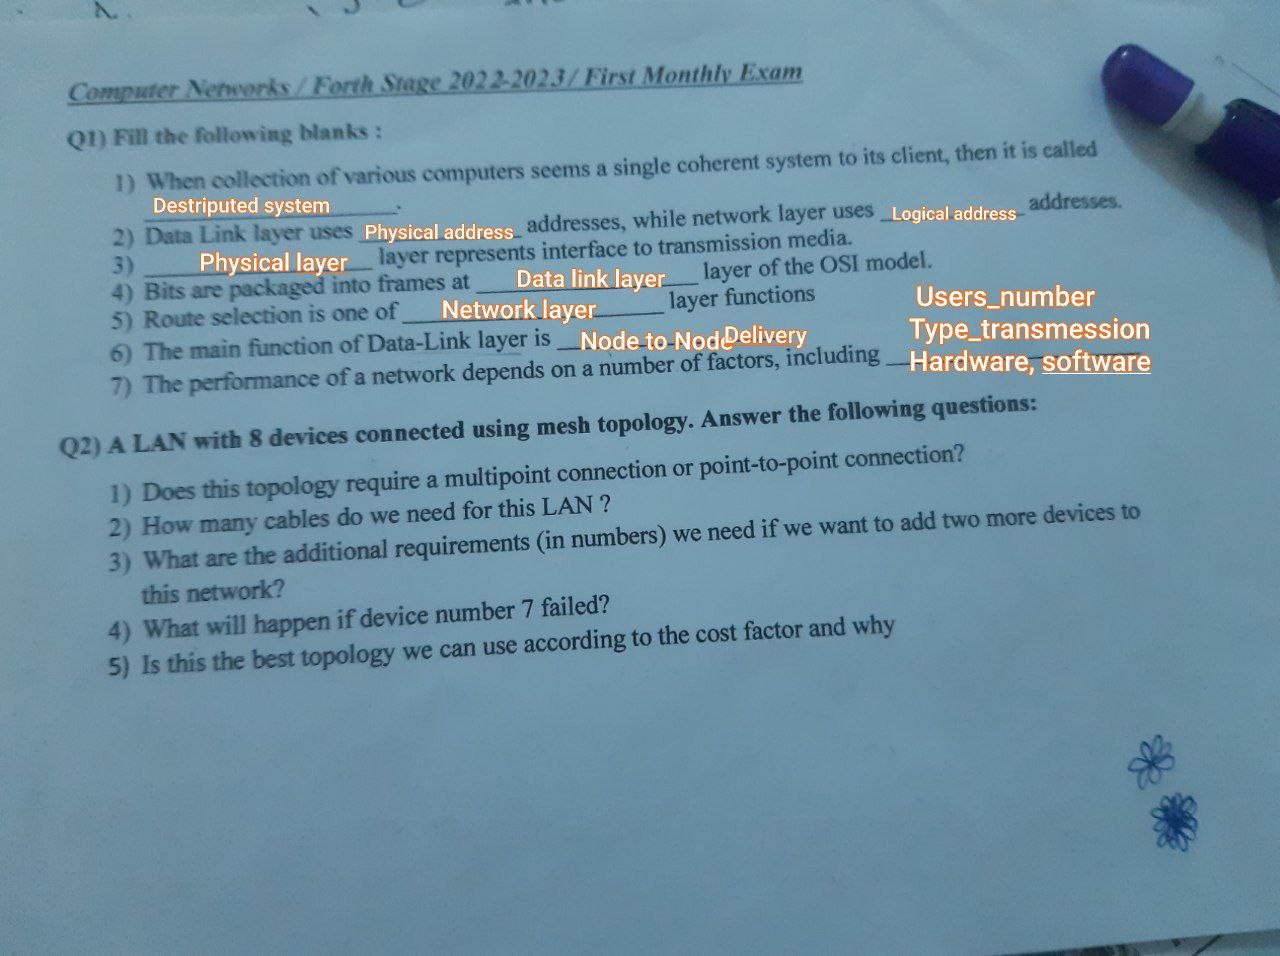 Computer Networks / Forth Stage 2022-2023/ First Monthly Exam
Q1) Fill the following blanks :
1) When collection of various computers seems a single coherent system to its client, then it is called
Destriputed system.
2) Data Link layer uses Physical address addresses, while network layer uses Logical address addresses.
3) Physical layer layer represents interface to transmission media.
4) Bits are packaged into frames at Data link layer layer of the OSI model.
5) Route selection is one of Network layer layer functions
6) The main function of Data-Link layer is Node to Node Delivery
7) The performance of a network depends on a number of factors, including
Users_number
Type_transmession
Hardware, software
Q2) A LAN with 8 devices connected using mesh topology. Answer the following questions:
1) Does this topology require a multipoint connection or point-to-point connection?
2) How many cables do we need for this LAN ?
3) What are the additional requirements (in numbers) we need if we want to add two more devices to
this network?
4) What will happen if device number 7 failed?
5) Is this the best topology we can use according to the cost factor and why